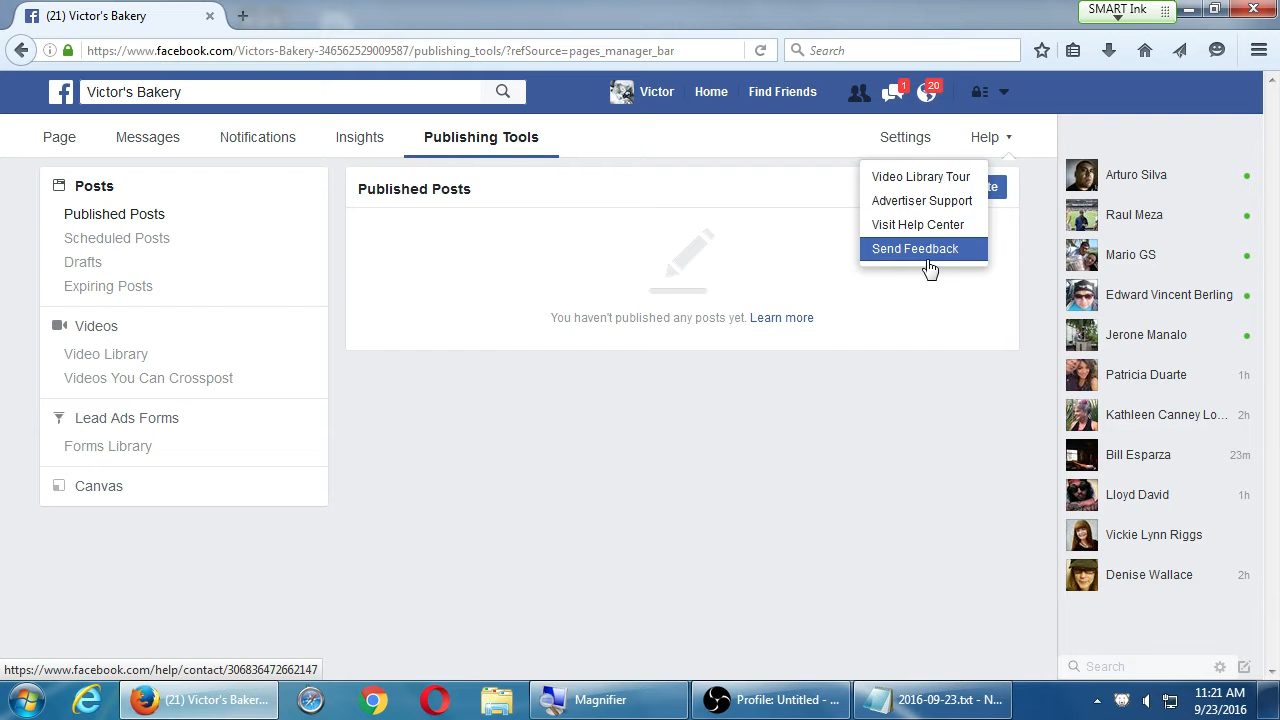 (21) Victor's Bakery
SMART Ink
https://www.facebook.com/Victors-Bakery-346562529009587/publishing_tools/?refSource=pages_manager_bar
Search
Victor's Bakery
Victor
Home
Find Friends
1
20
Page
Messages
Notifications
Insights
Publishing Tools
Settings
Help
Posts
Published Posts
Scheduled Posts
Drafts
Expiring Posts
Videos
Video Library
Videos You Can Crosspost
Lead Ads Forms
Forms Library
Canvas
Published Posts
te
You haven't published any posts yet. Learn more
Video Library Tour
Advertiser Support
Visit Help Center
Send Feedback
Arturo Silva
Raul Meza
Mario GS
Edward Vincent Berling
Jerone Manalo
Patricia Duarte 1h
Kathleen Canney Lo... 2h
Bill Esparza 23m
Lloyd David 1h
Vickie Lynn Riggs
Denise Wallace 2h
Search
https://www.facebook.com/help/contact/306836472662147
(21) Victor's Baker...
Magnifier
Profile: Untitled - ...
2016-09-23.txt - N...
11:21 AM
9/23/2016